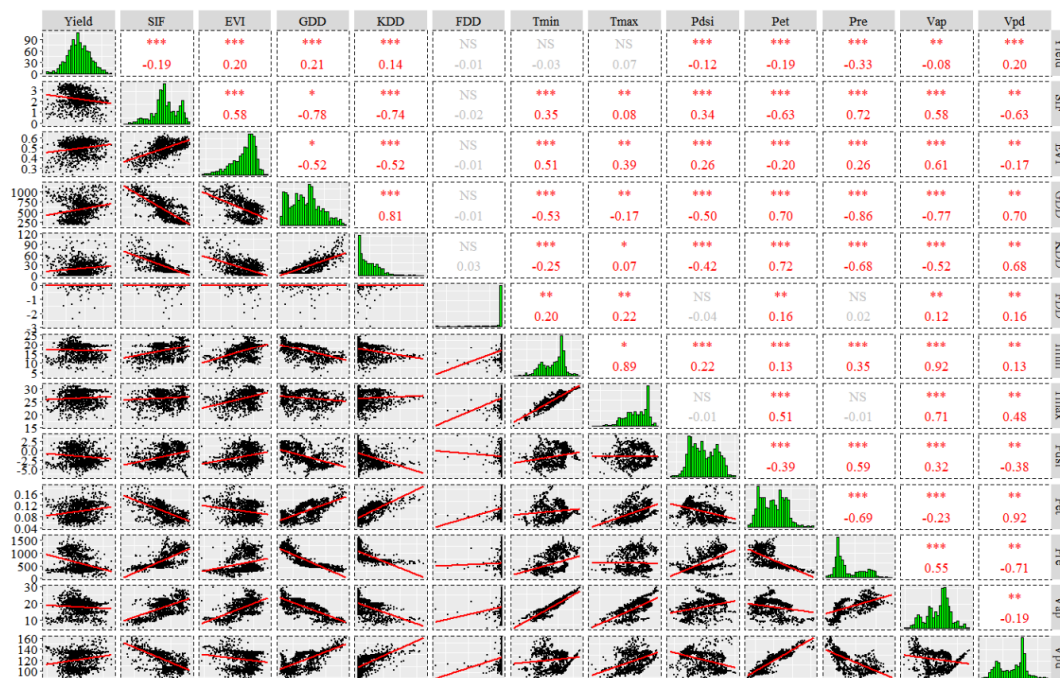 Yield SIF EVI GDD KDD FDD Tmin Tmax Pdsi Pet Pre Vap Vpd
*** *** *** *** NS NS NS *** *** *** ** ***
-0.19 0.20 0.21 0.14 -0.01 -0.03 0.07 -0.12 -0.19 -0.33 -0.08 0.20
90
60
30
0
*** * *** NS *** ** *** *** *** *** **
0.58 -0.78 -0.74 -0.02 0.35 0.08 0.34 -0.63 0.72 0.58 -0.63
3
2
1
0
* *** NS *** *** *** *** *** *** **
-0.52 -0.52 -0.01 0.51 0.39 0.26 -0.20 0.26 0.61 -0.17
0.6
0.5
0.4
0.3
*** NS *** ** *** *** *** *** **
0.81 -0.01 -0.53 -0.17 -0.50 0.70 -0.86 -0.77 0.70
1000
750
500
250
NS *** * *** *** *** *** **
0.03 -0.25 0.07 -0.42 0.72 -0.68 -0.52 0.68
120
90
60
30
0
** ** NS ** NS ** **
0.20 0.22 -0.04 0.16 0.02 0.12 0.16
FDD
0
-1
-2
-3
* *** *** *** *** **
0.89 0.22 0.13 0.35 0.92 0.13
25
20
15
10
5
NS *** NS *** **
-0.01 0.51 -0.01 0.71 0.48
30
25
20
15
*** *** *** **
-0.39 0.59 0.32 -0.38
2.5
0.0
-2.5
-5.0
*** *** **
-0.69 -0.23 0.92
0.16
0.12
0.08
0.04
*** **
0.55 -0.71
1500
1000
500
0
**
-0.19
30
20
10
160
140
120
100